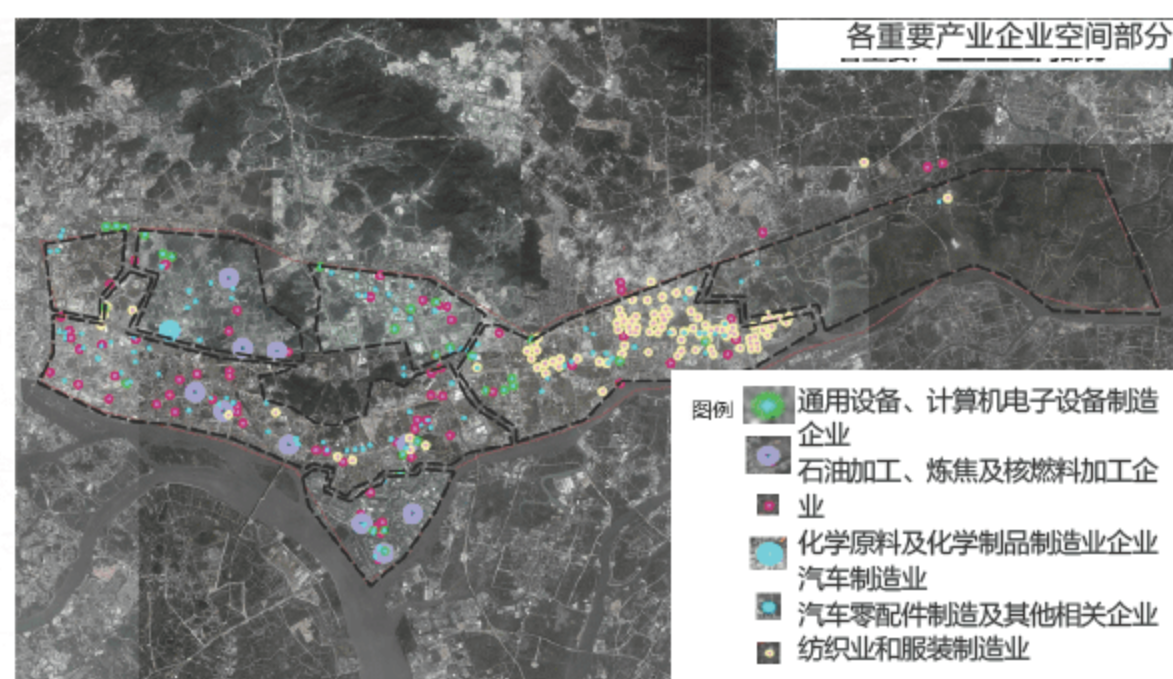 各重要产业企业空间部分
图例
通用设备、计算机电子设备制造
企业
石油加工、炼焦及核燃料加工企
业
化学原料及化学制品制造业企业
汽车制造业
汽车零配件制造及其他相关企业
纺织业和服装制造业